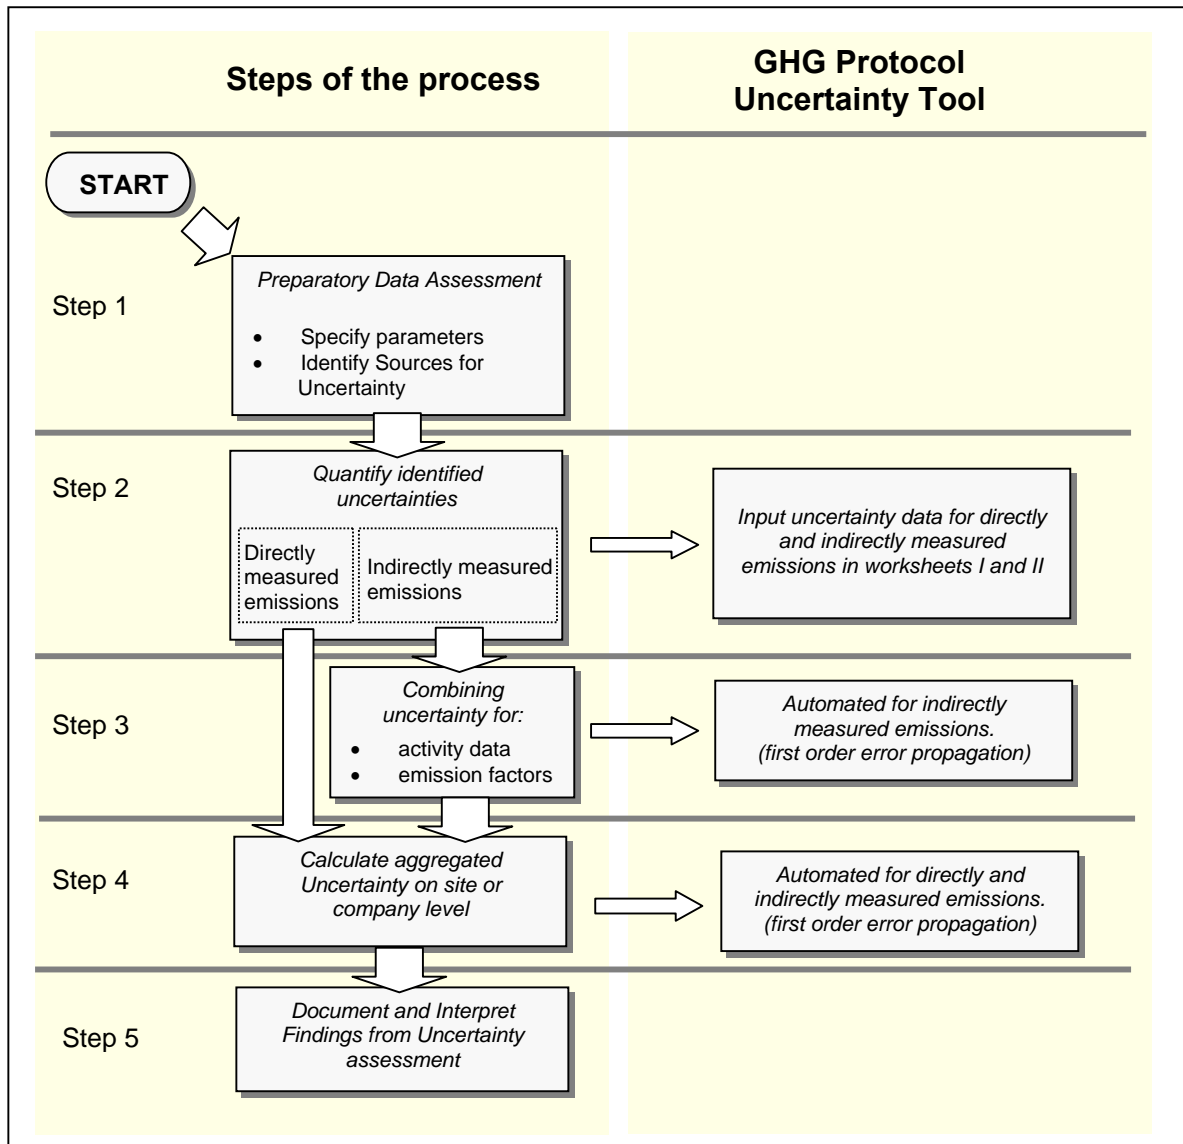 Steps of the process
GHG Protocol
Uncertainty Tool
START
Step 1
Preparatory Data Assessment
• Specify parameters
• Identify Sources for
Uncertainty
Step 2
Quantify identified
uncertainties
Directly
measured
emissions
Indirectly measured
emissions
Input uncertainty data for directly
and indirectly measured
emissions in worksheets I and II
Step 3
Combining
uncertainty for:
• activity data
• emission factors
Automated for indirectly
measured emissions.
(first order error propagation)
Step 4
Calculate aggregated
Uncertainty on site or
company level
Automated for directly and
indirectly measured emissions.
(first order error propagation)
Step 5
Document and Interpret
Findings from Uncertainty
assessment